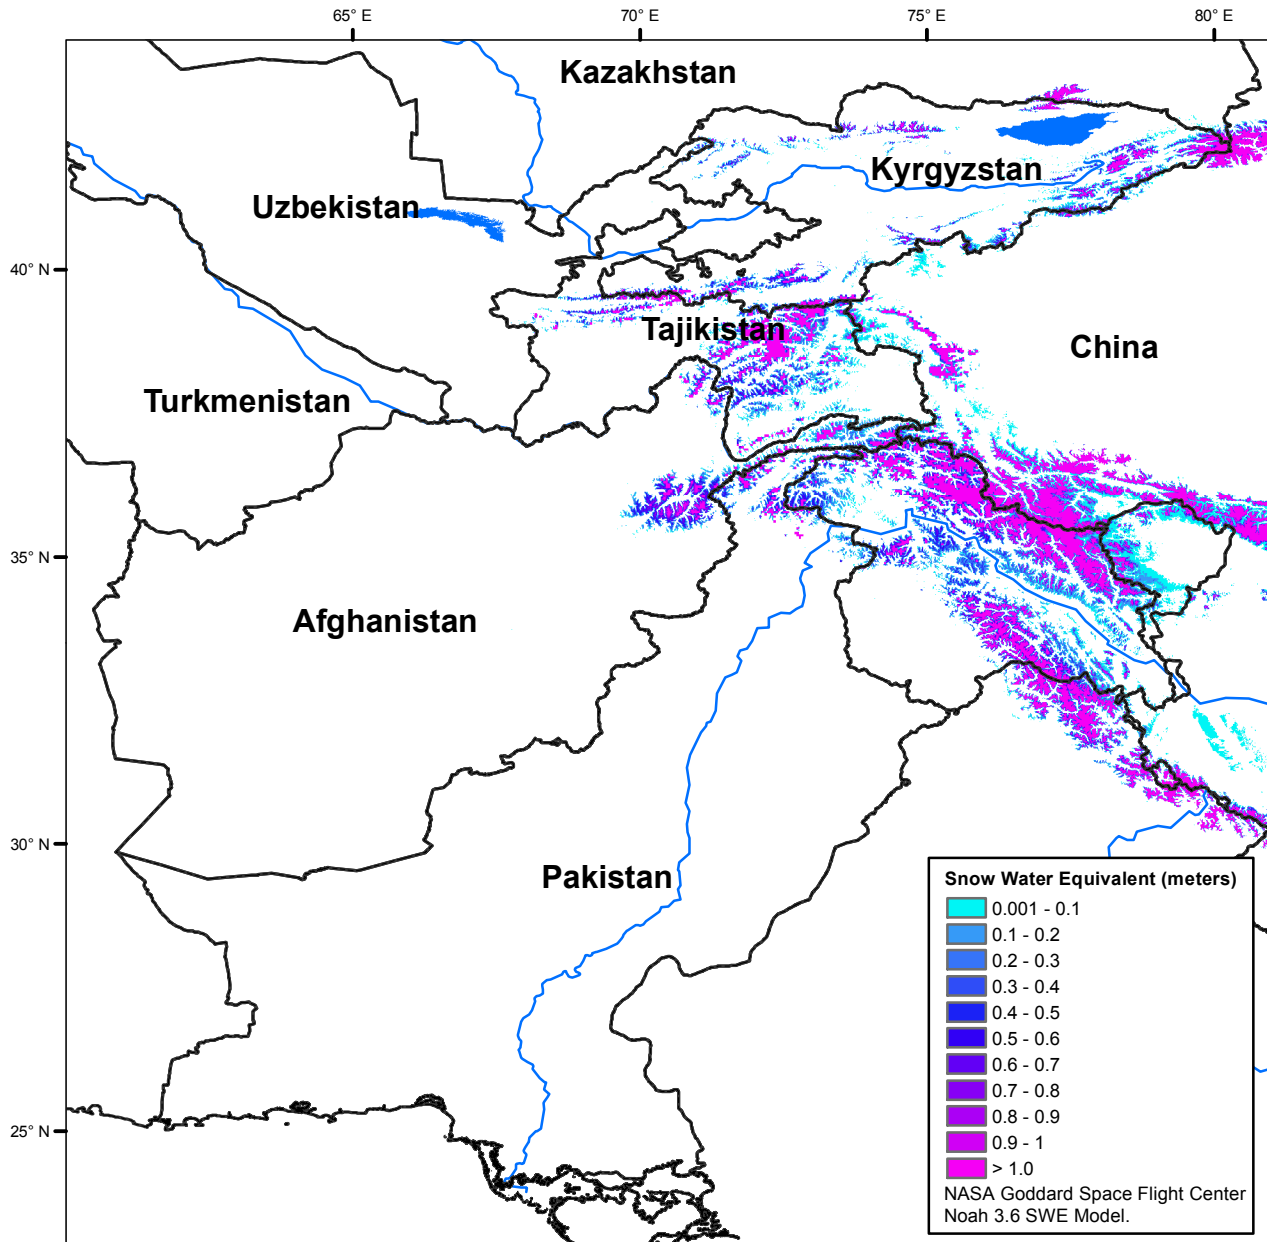 65° E
70° E
75° E
80° E
Kazakhstan
Kyrgyzstan
Uzbekistan
40° N
Tajikistan
China
Turkmenistan
35° N
Afghanistan
30° N
Pakistan
25° N
Snow Water Equivalent (meters)
0.001 - 0.1
0.1 - 0.2
0.2 - 0.3
0.3 - 0.4
0.4 - 0.5
0.5 - 0.6
0.6 - 0.7
0.7 - 0.8
0.8 - 0.9
0.9 - 1
> 1.0
NASA Goddard Space Flight Center
Noah 3.6 SWE Model.